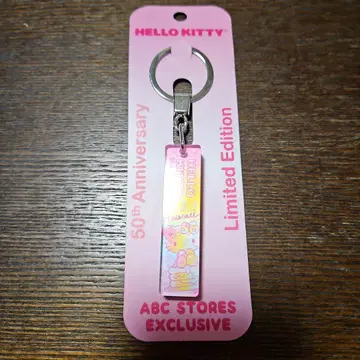 HELLO KITTY®
50th Anniversary
Limited Edition
ABC STORES
EXCLUSIVE